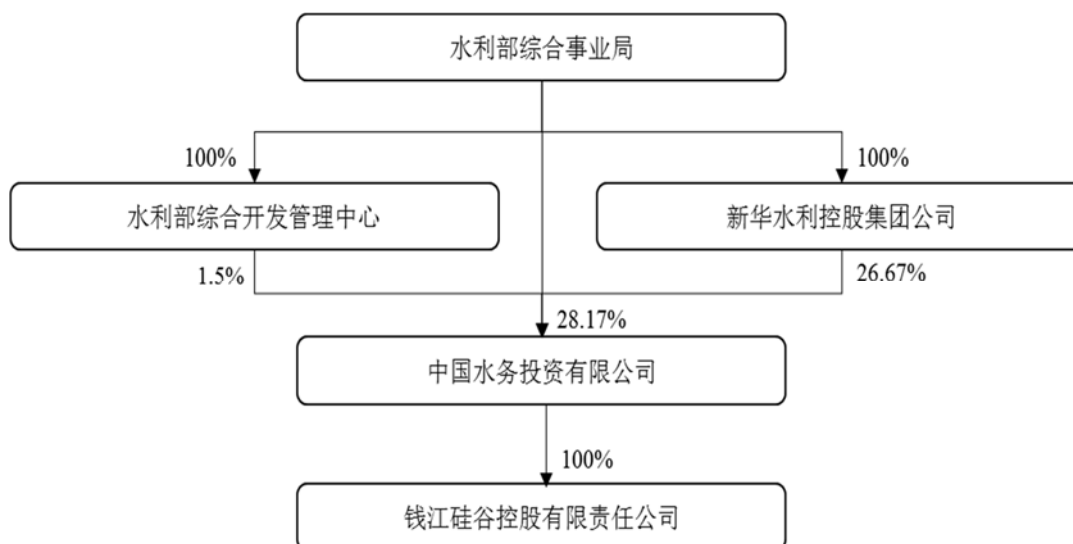 水利部综合事业局
100%
100%
水利部综合开发管理中心
新华水利控股集团公司
1.5%
26.67%
28.17%
中国水务投资有限公司
100%
钱江硅谷控股有限责任公司